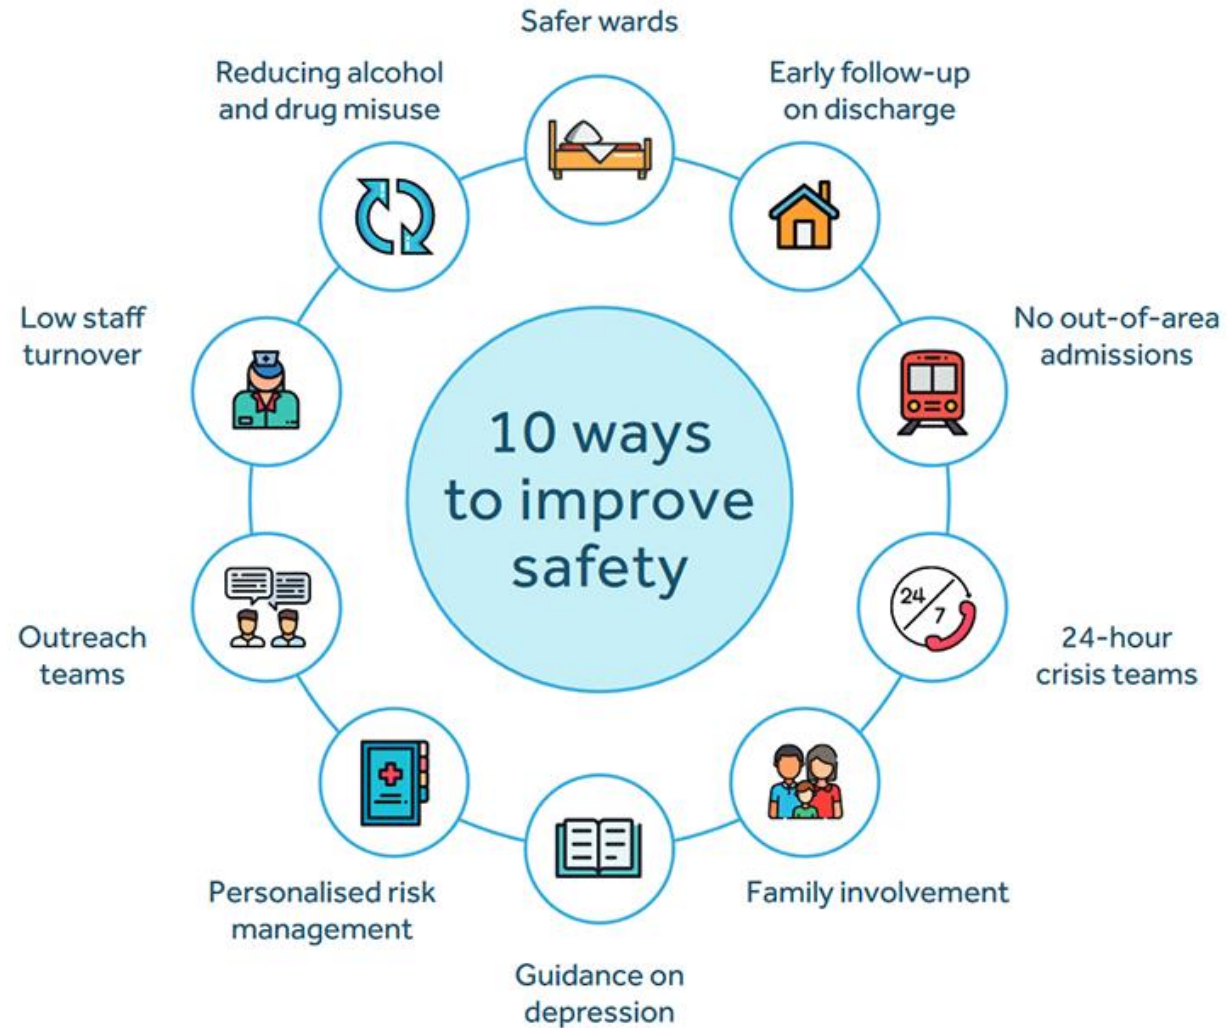 Safer wards
Early follow-up
on discharge
No out-of-area
admissions
24-hour
crisis teams
Family involvement
Guidance on
depression
Personalised risk
management
Outreach
teams
Low staff
turnover
Reducing alcohol
and drug misuse
10 ways
to improve
safety
24
7